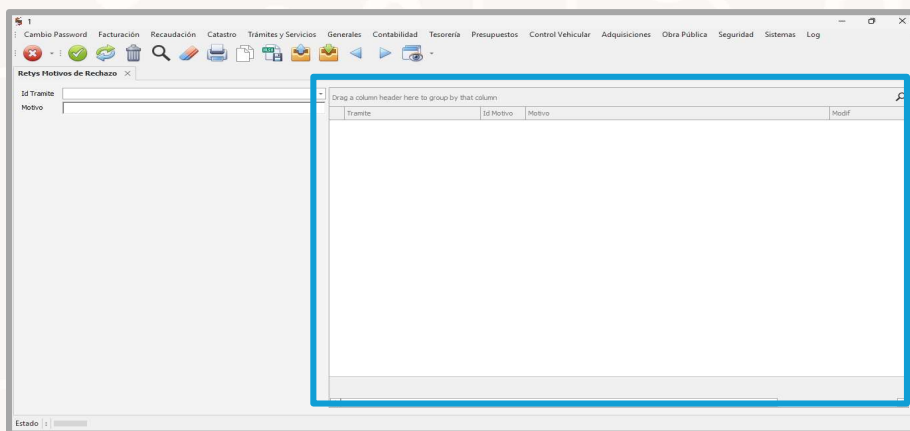 1
Cambio Password Facturación Recaudación Catastro Trámites y Servicios Generales Contabilidad Tesorería Presupuestos Control Vehicular Adquisiciones Obra Pública Seguridad Sistemas Log
Retys Motivos de Rechazo
Id Tramite
Motivo
Drag a column header here to group by that column
Tramite Id Motivo Motivo Modif
Estado :